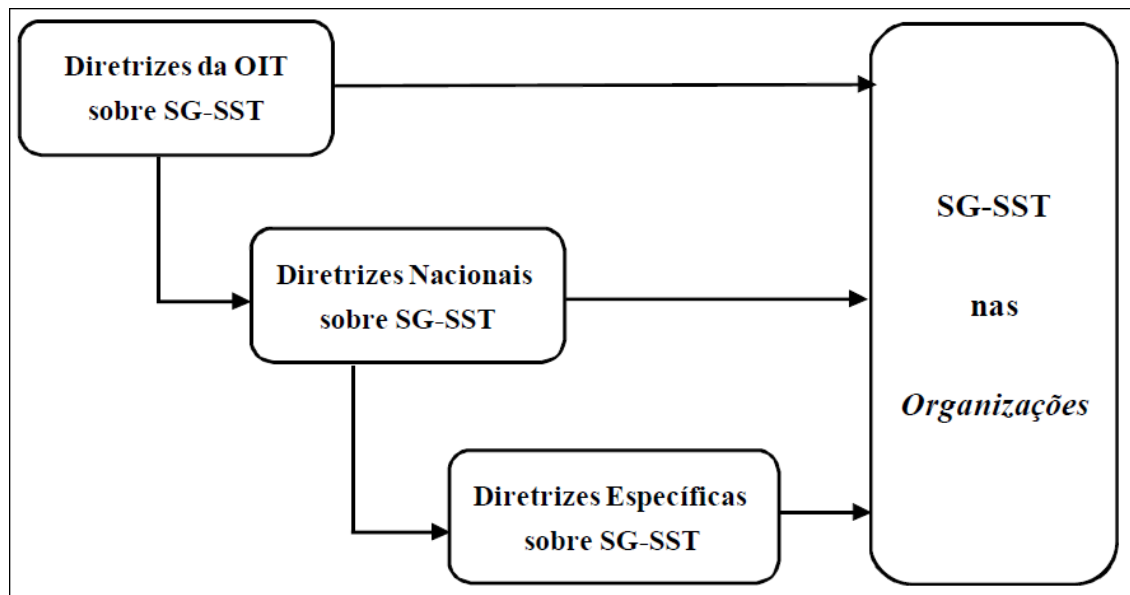 Diretrizes da OIT
sobre SG-SST
Diretrizes Nacionais
sobre SG-SST
Diretrizes Específicas
sobre SG-SST
SG-SST
nas
Organizações